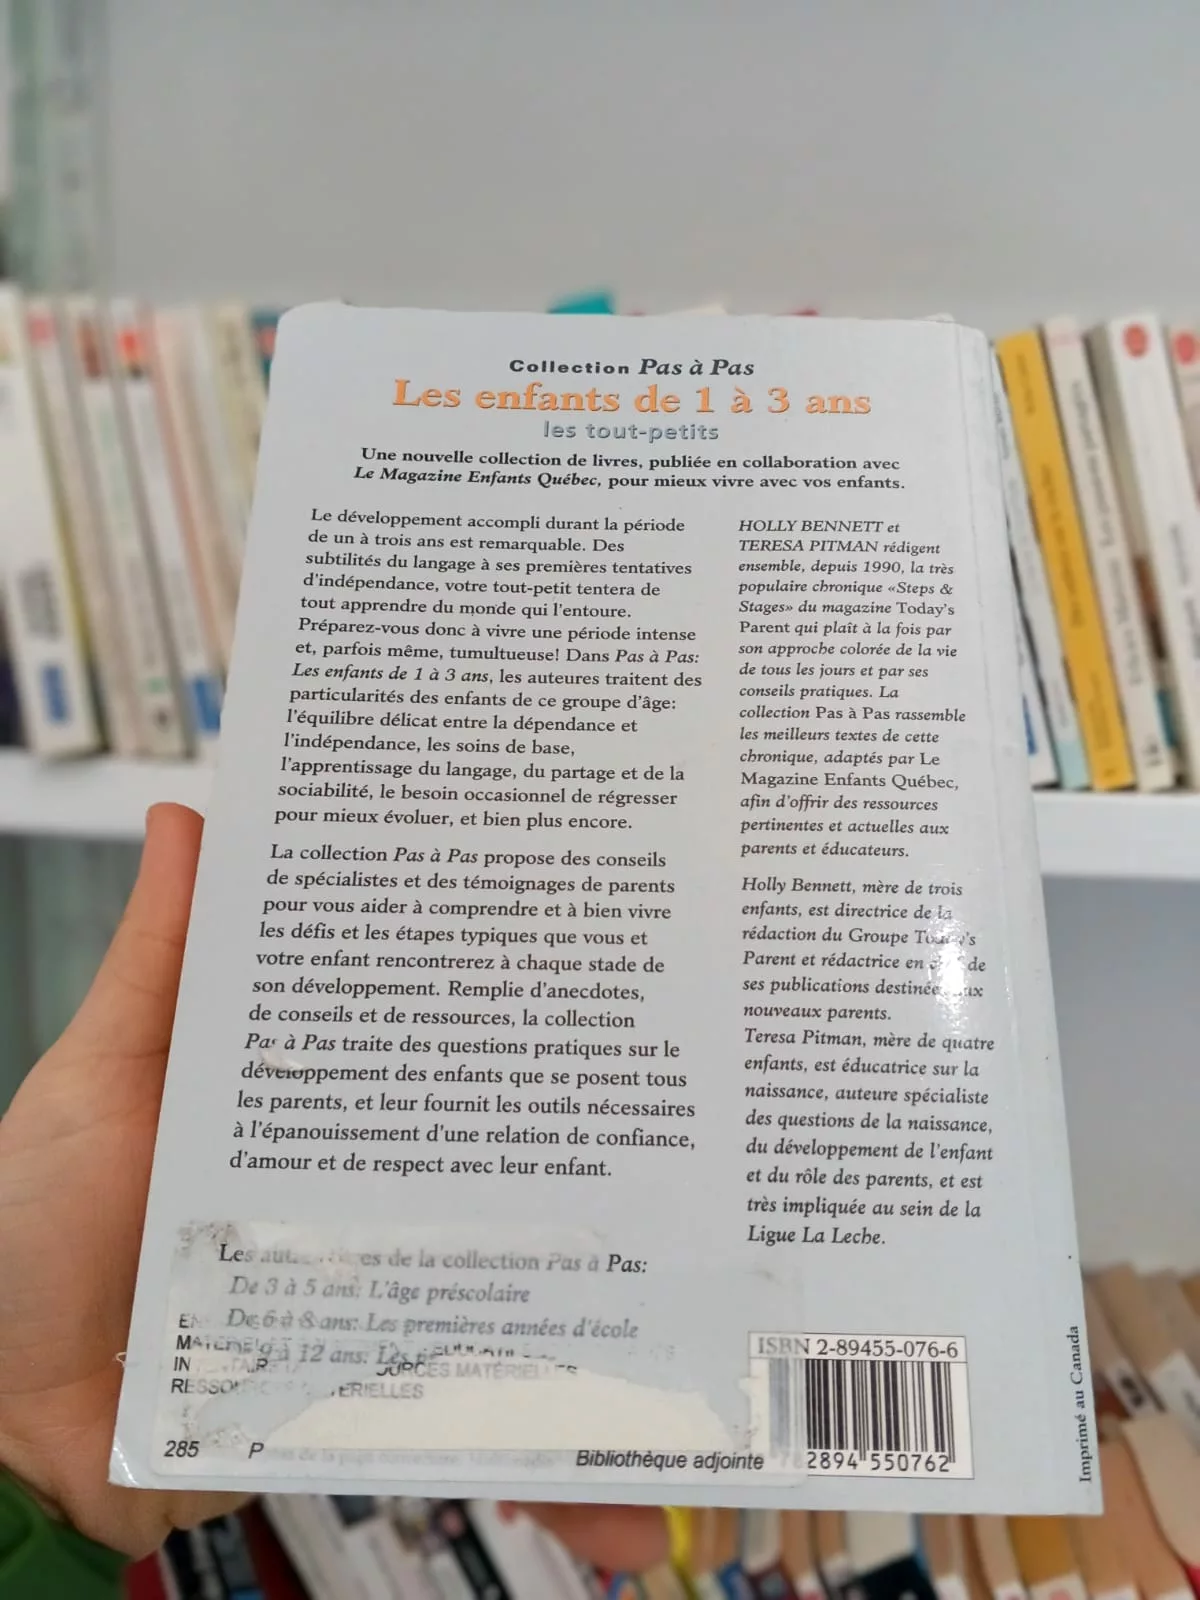 Collection Pas à Pas
Les enfants de 1 à 3 ans
les tout-petits
Une nouvelle collection de livres, publiée en collaboration avec
Le Magazine Enfants Québec, pour mieux vivre avec vos enfants.
Le développement accompli durant la période
de un à trois ans est remarquable. Des
subtilités du langage à ses premières tentatives
d'indépendance, votre tout-petit tentera de
tout apprendre du monde qui l'entoure.
Préparez-vous donc à vivre une période intense
et, parfois même, tumultueuse! Dans Pas à Pas:
Les enfants de 1 à 3 ans, les auteures traitent des
particularités des enfants de ce groupe d'âge:
l'équilibre délicat entre la dépendance et
l'indépendance, les soins de base,
l'apprentissage du langage, du partage et de la
sociabilité, le besoin occasionnel de régresser
pour mieux évoluer, et bien plus encore.
La collection Pas à Pas propose des conseils
de spécialistes et des témoignages de parents
pour vous aider à comprendre et à bien vivre
les défis et les étapes typiques que vous et
votre enfant rencontrerez à chaque stade de
son développement. Remplie d'anecdotes,
de conseils et de ressources, la collection
Pas à Pas traite des questions pratiques sur le
développement des enfants que se posent tous
les parents, et leur fournit les outils nécessaires
à l'épanouissement d'une relation de confiance,
d'amour et de respect avec leur enfant.
HOLLY BENNETT et
TERESA PITMAN rédigent
ensemble, depuis 1990, la très
populaire chronique «Steps &
Stages» du magazine Today's
Parent qui plaît à la fois par
son approche colorée de la vie
de tous les jours et par ses
conseils pratiques. La
collection Pas à Pas rassemble
les meilleurs textes de cette
chronique, adaptés par Le
Magazine Enfants Québec,
afin d'offrir des ressources
pertinentes et actuelles aux
parents et éducateurs.
Holly Bennett, mère de trois
enfants, est directrice de la
rédaction du Groupe Today's
Parent et rédactrice en de
ses publications destinées aux
nouveaux parents.
Teresa Pitman, mère de quatre
enfants, est éducatrice sur la
naissance, auteure spécialiste
des questions de la naissance,
du développement de l'enfant
et du rôle des parents, et est
très impliquée au sein de la
Ligue La Leche.
Les de la collection Pas à Pas:
De 3 à 5 ans: L'âge préscolaire
De 6 à 8 ans: Les premières années d'école
9 à 12 ans: Les
MATÉRIELLES
285 P
Bibliothèque adjointe
ISBN 2-89455-076-6
2894 550762
Imprimé au Canada